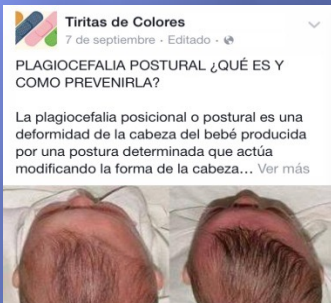 Tiritas de Colores
7 de septiembre · Editado ·
PLAGIOCEFALIA POSTURAL ¿QUÉ ES Y
COMO PREVENIRLA?
La plagiocefalia posicional o postural es una
deformidad de la cabeza del bebé producida
por una postura determinada que actúa
modificando la forma de la cabeza... Ver más